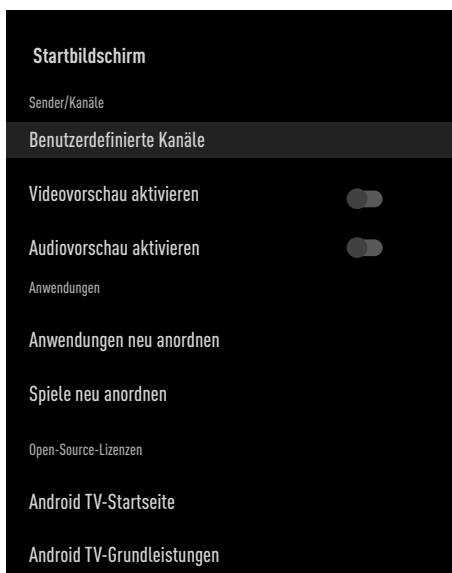 Startbildschirm
Sender/Kanäle
Benutzerdefinierte Kanäle
Videovorschau aktivieren
Audiovorschau aktivieren
Anwendungen
Anwendungen neu anordnen
Spiele neu anordnen
Open-Source-Lizenzen
Android TV-Startseite
Android TV-Grundleistungen